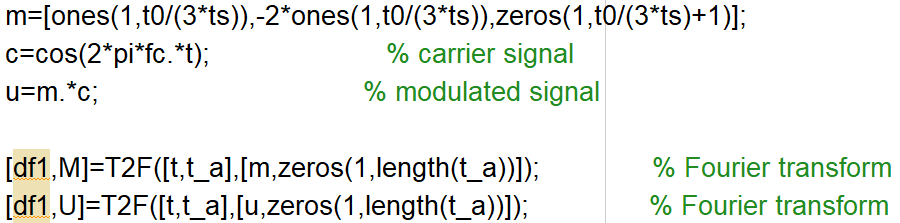 m=[ones(1,t0/(3*ts)),-2*ones(1,t0/(3*ts)),zeros(1,t0/(3*ts)+1)];
c=cos(2*pi*fc.*t); % carrier signal
u=m.*c; % modulated signal
[df1,M]=T2F([t,t_a],[m,zeros(1,length(t_a))]); % Fourier transform
[df1,U]=T2F([t,t_a],[u,zeros(1,length(t_a))]); % Fourier transform